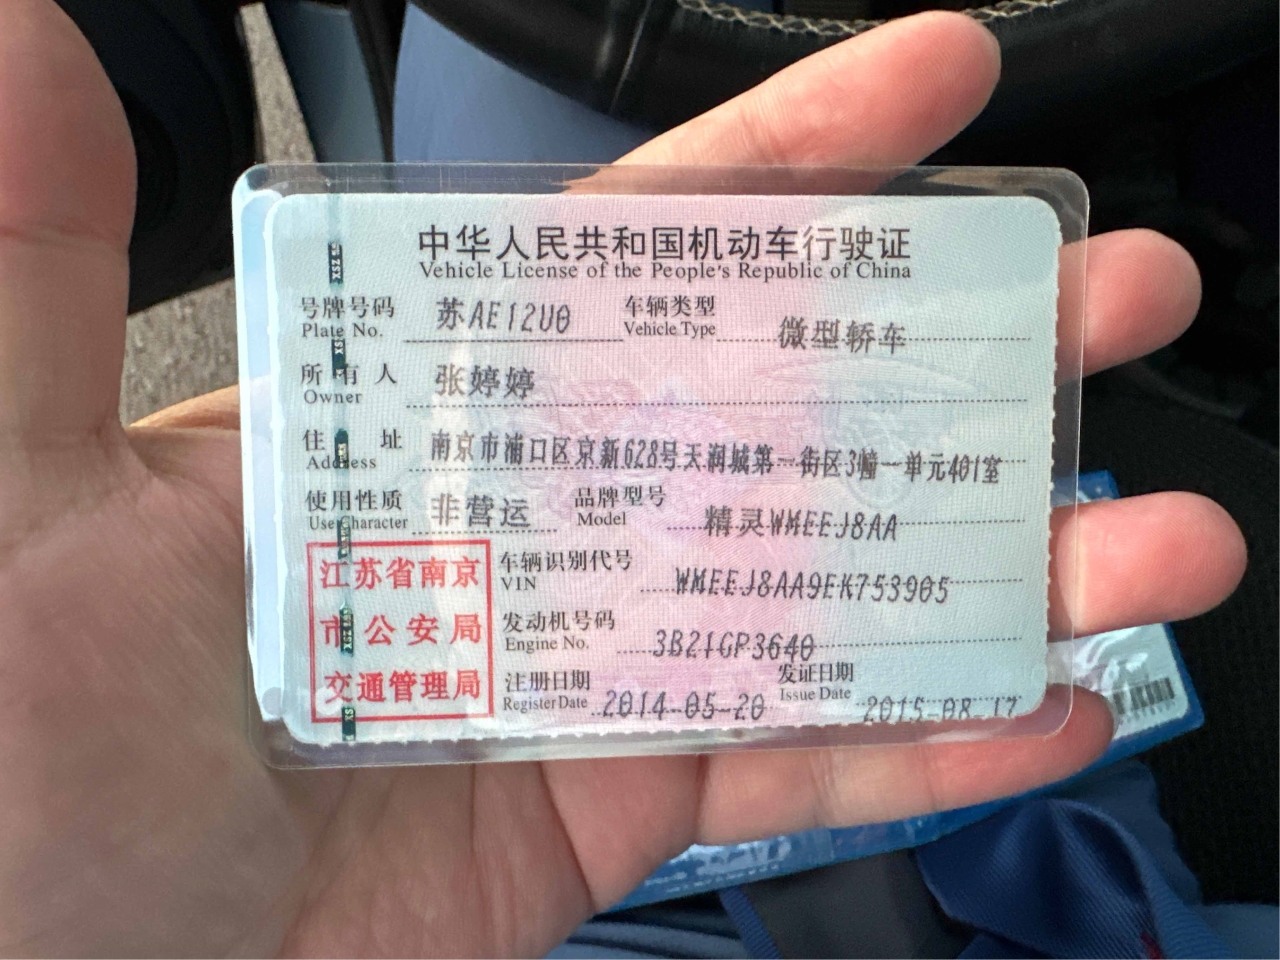 中华人民共和国机动车行驶证
Vehicle License of the People's Republic of China
号牌号码 苏AE12U0 车辆类型 微型轿车
Plate No. Vehicle Type
所有人 张婷婷
Owner
住址 南京市浦口区京新628号天润城第一街区3幢一单元401室
Address
使用性质 非营运 品牌型号 精灵WMEEJ8AA
Use Character Model
江苏省南京
市公安局
交通管理局
车辆识别代号 WMEEJ8AA9EK753905
VIN
发动机号码 3B21GP3640
Engine No.
注册日期 2014-05-20 发证日期 2015-08-17
Register Date Issue Date